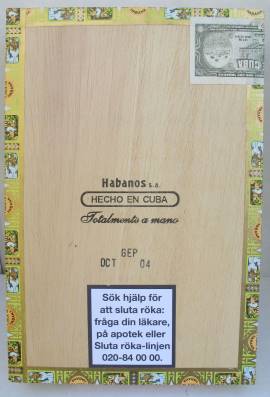 CUBA
Habanos s.a.
HECHO EN CUBA
Totalmente a mano
GEP
OCT 04
Sök hjälp för
att sluta röka:
fråga din läkare,
på apotek eller
Sluta röka-linjen
020-84 00 00.